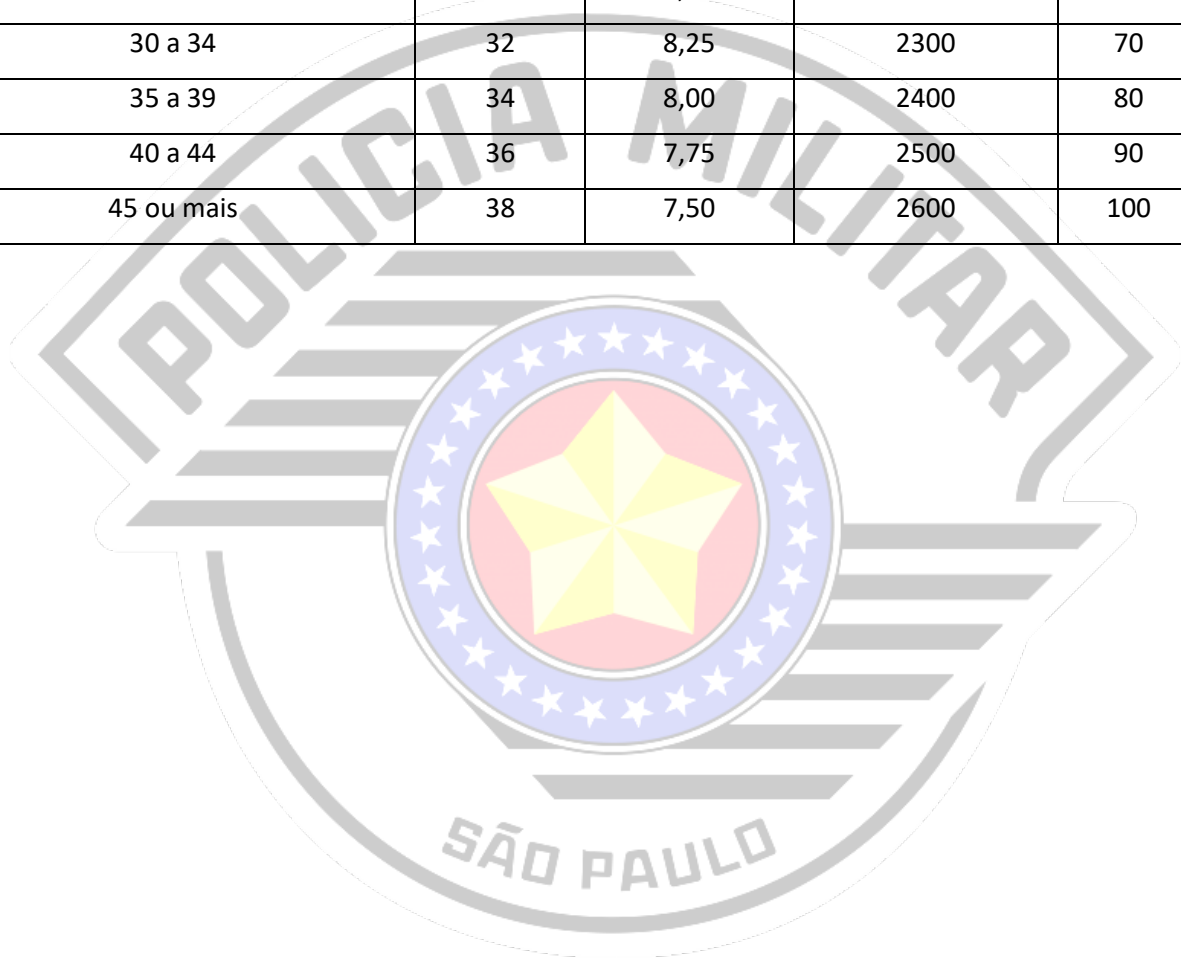 30 a 34 32 8,25 2300 70
35 a 39 34 8,00 2400 80
40 a 44 36 7,75 2500 90
45 ou mais 38 7,50 2600 100
POLICIA MILITAR
SÃO PAULO